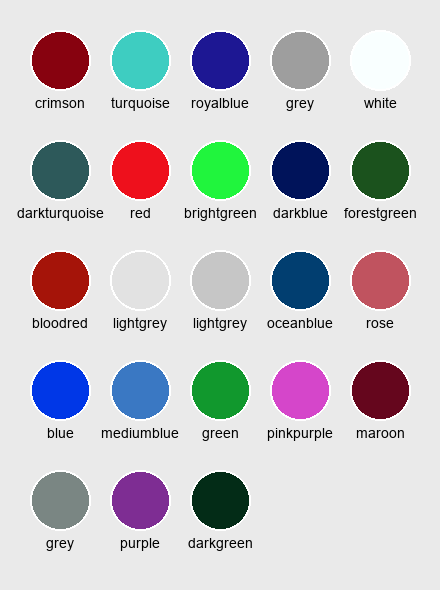 crimson turquoise royalblue grey white
darkturquoise red brightgreen darkblue forestgreen
bloodred lightgrey lightgrey oceanblue rose
blue mediumblue green pinkpurple maroon
grey purple darkgreen